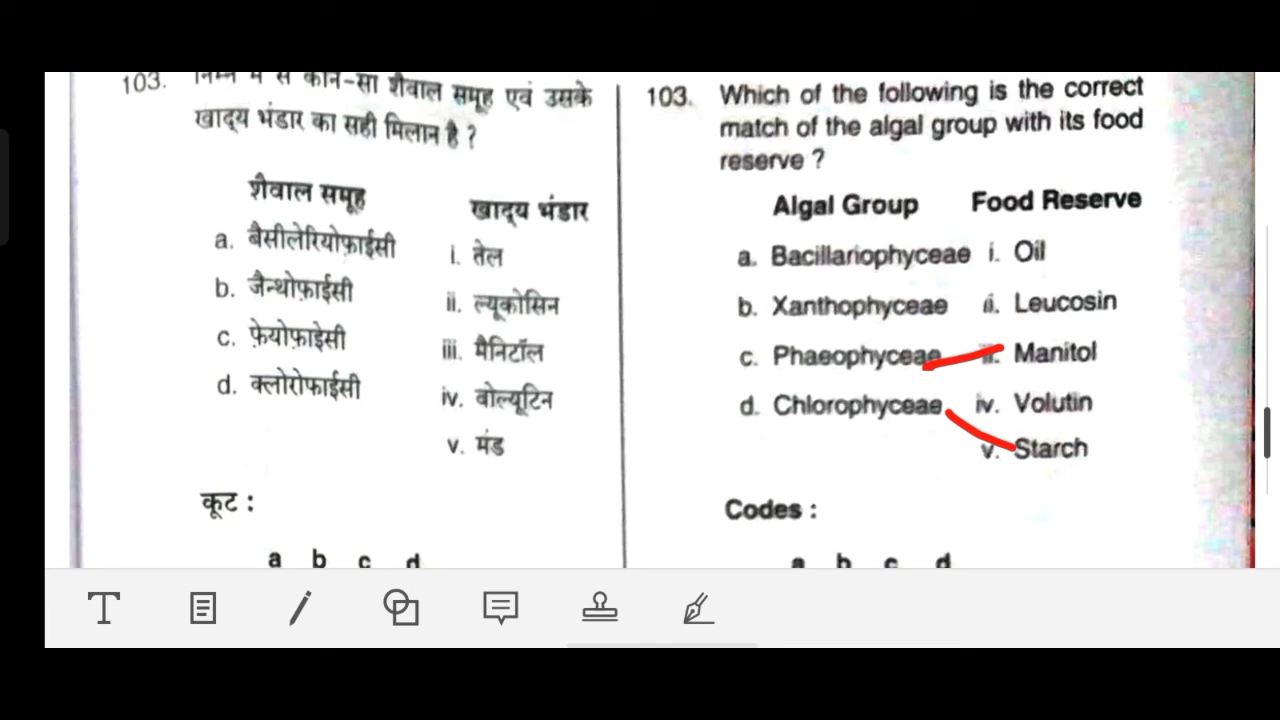 103. निम्न में से कौन-सा शैवाल समूह एवं उसके
खाद्य भंडार का सही मिलान है ?
शैवाल समूह खाद्य भंडार
a. बैसीलेरियोफ़ाईसी i. तेल
b. जैन्थोफ़ाईसी ii. ल्यूकोसिन
c. फ़ेयोफ़ाईसी iii. मैनिटॉल
d. क्लोरोफाईसी iv. वोल्यूटिन
v. मंड
कूट :
a b c d
103. Which of the following is the correct
match of the algal group with its food
reserve ?
Algal Group Food Reserve
a. Bacillariophyceae i. Oil
b. Xanthophyceae ii. Leucosin
c. Phaeophyceae iii. Manitol
d. Chlorophyceae iv. Volutin
v. Starch
Codes :
a b c d